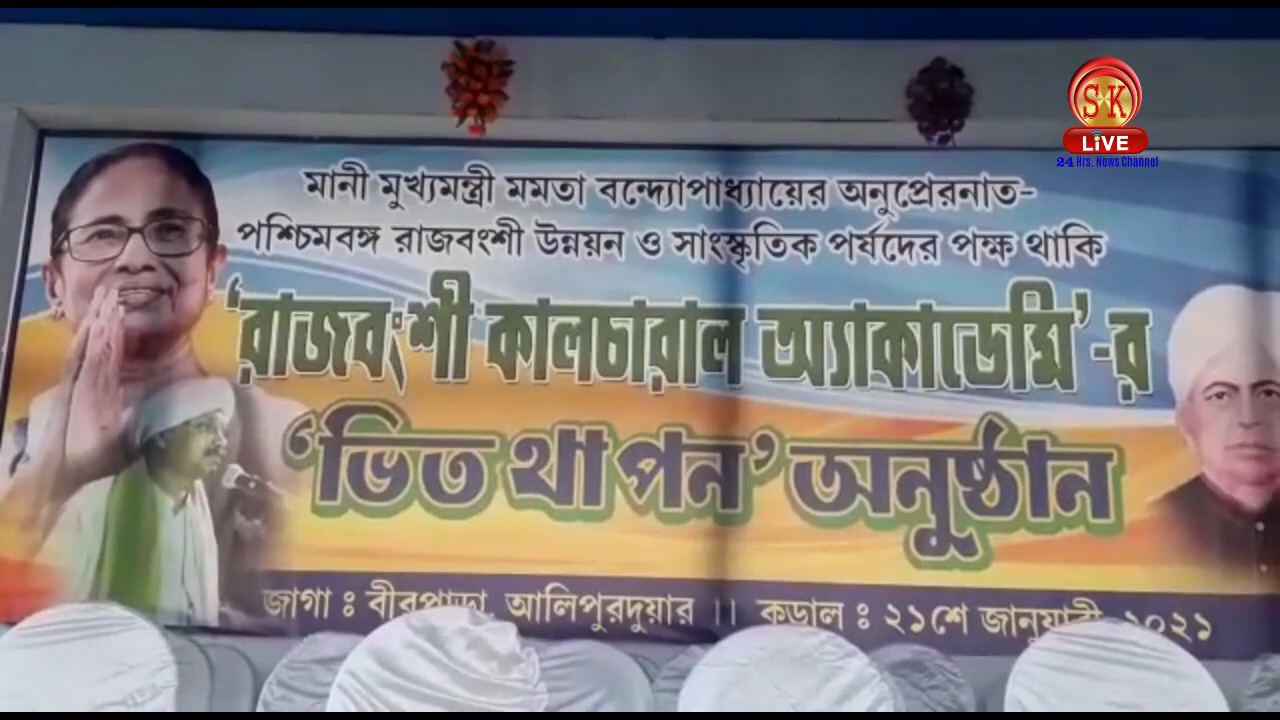 SK
LiVE
24 Hrs. News Channel
মানী মুখ্যমন্ত্রী মমতা বন্দ্যোপাধ্যায়ের অনুপ্রেরনাত-
পশ্চিমবঙ্গ রাজবংশী উন্নয়ন ও সাংস্কৃতিক পর্ষদের পক্ষ থাকি
'রাজবংশী কালচারাল অ্যাকাডেমি'-র
'ভিত থাপন' অনুষ্ঠান
জাগা : বীরপাড়া, আলিপুরদুয়ার ।। কড়াল : ২১শে জানুয়ারী, ২০২১